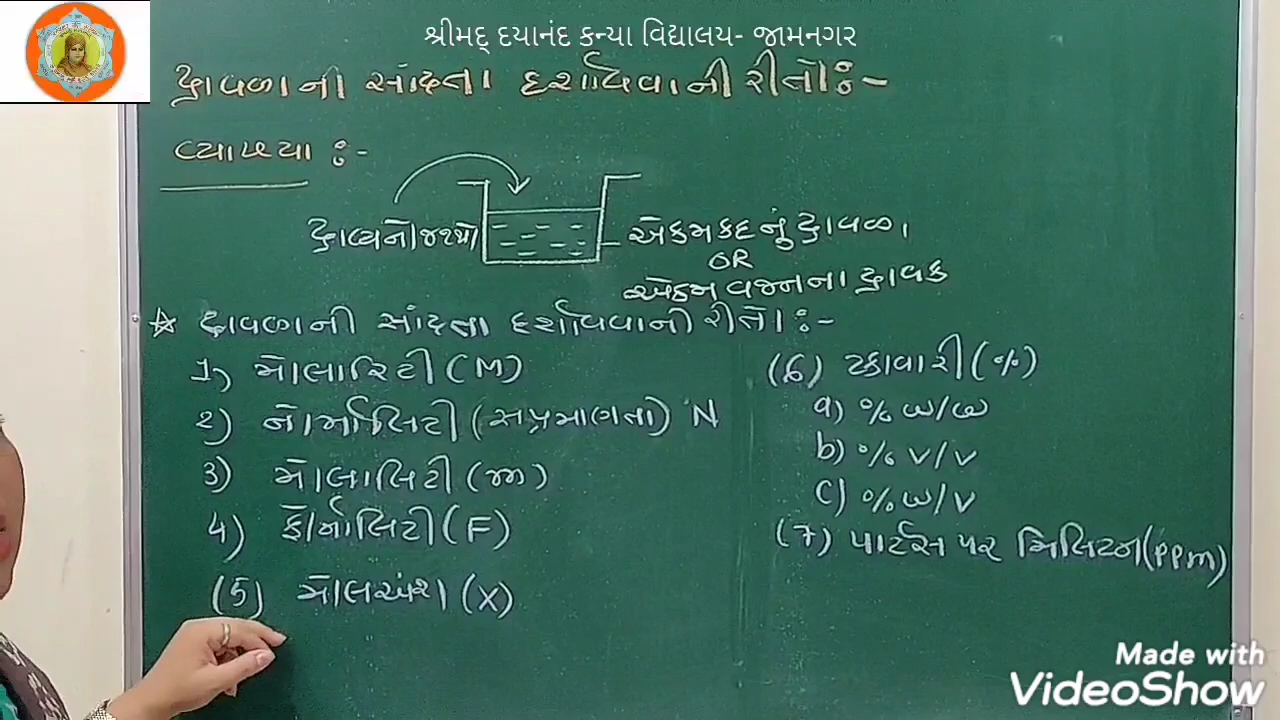 શ્રીમદ્ દયાનંદ કન્યા વિદ્યાલય- જામનગર
દ્રાવણની સાંદ્રતા દર્શાવવાની રીતો:-
વ્યાખ્યા :-
દ્રાવ્યનો જથ્થો
એકમ કદનું દ્રાવણ
OR
એકમ વજનના દ્રાવક
☆ દ્રાવણની સાંદ્રતા દર્શાવવાની રીતો :-
1) મોલારિટી (M)
2) નોર્માલિટી (સપ્રમાણતા) N
3) મોલાલિટી (m)
4) ફોર્માલિટી (F)
(5) મોલઅંશ (X)
(6) ટકાવારી (%)
a) % w/w
b) % v/v
c) % w/v
(7) પાર્ટસ પર મિલિયન (ppm)
Made with
VideoShow